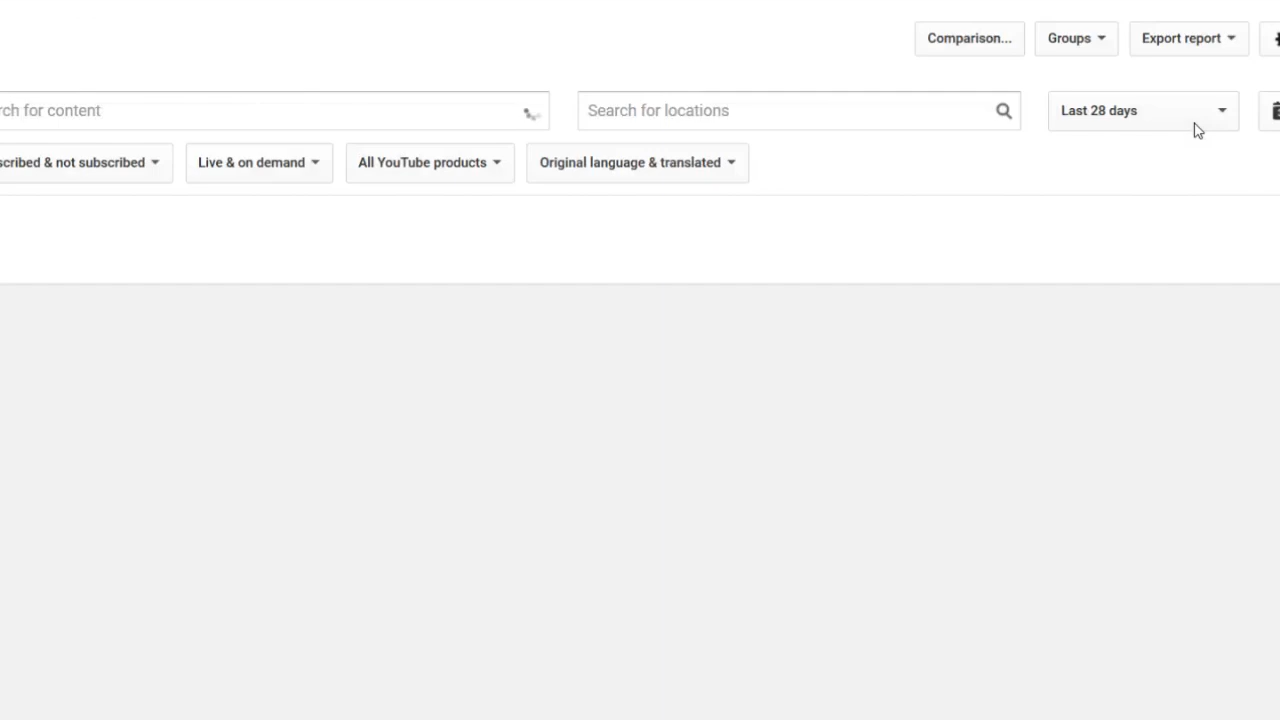 Comparison... Groups Export report
rch for content Search for locations Last 28 days
scribed & not subscribed Live & on demand All YouTube products Original language & translated